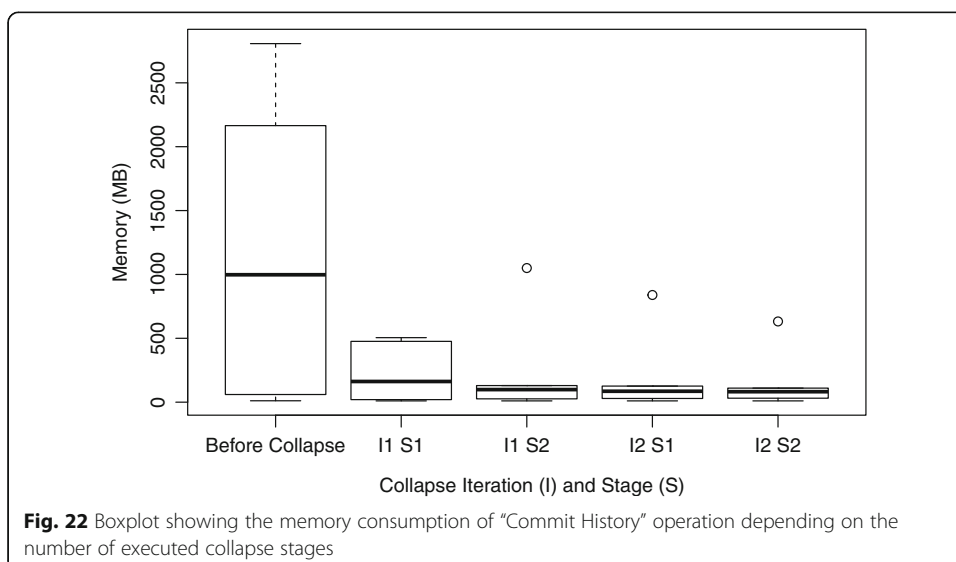 2500
2000
1500
1000
500
0
Memory (MB)
Before Collapse I1 S1 I1 S2 I2 S1 I2 S2
Collapse Iteration (I) and Stage (S)
Fig. 22 Boxplot showing the memory consumption of “Commit History” operation depending on the
number of executed collapse stages